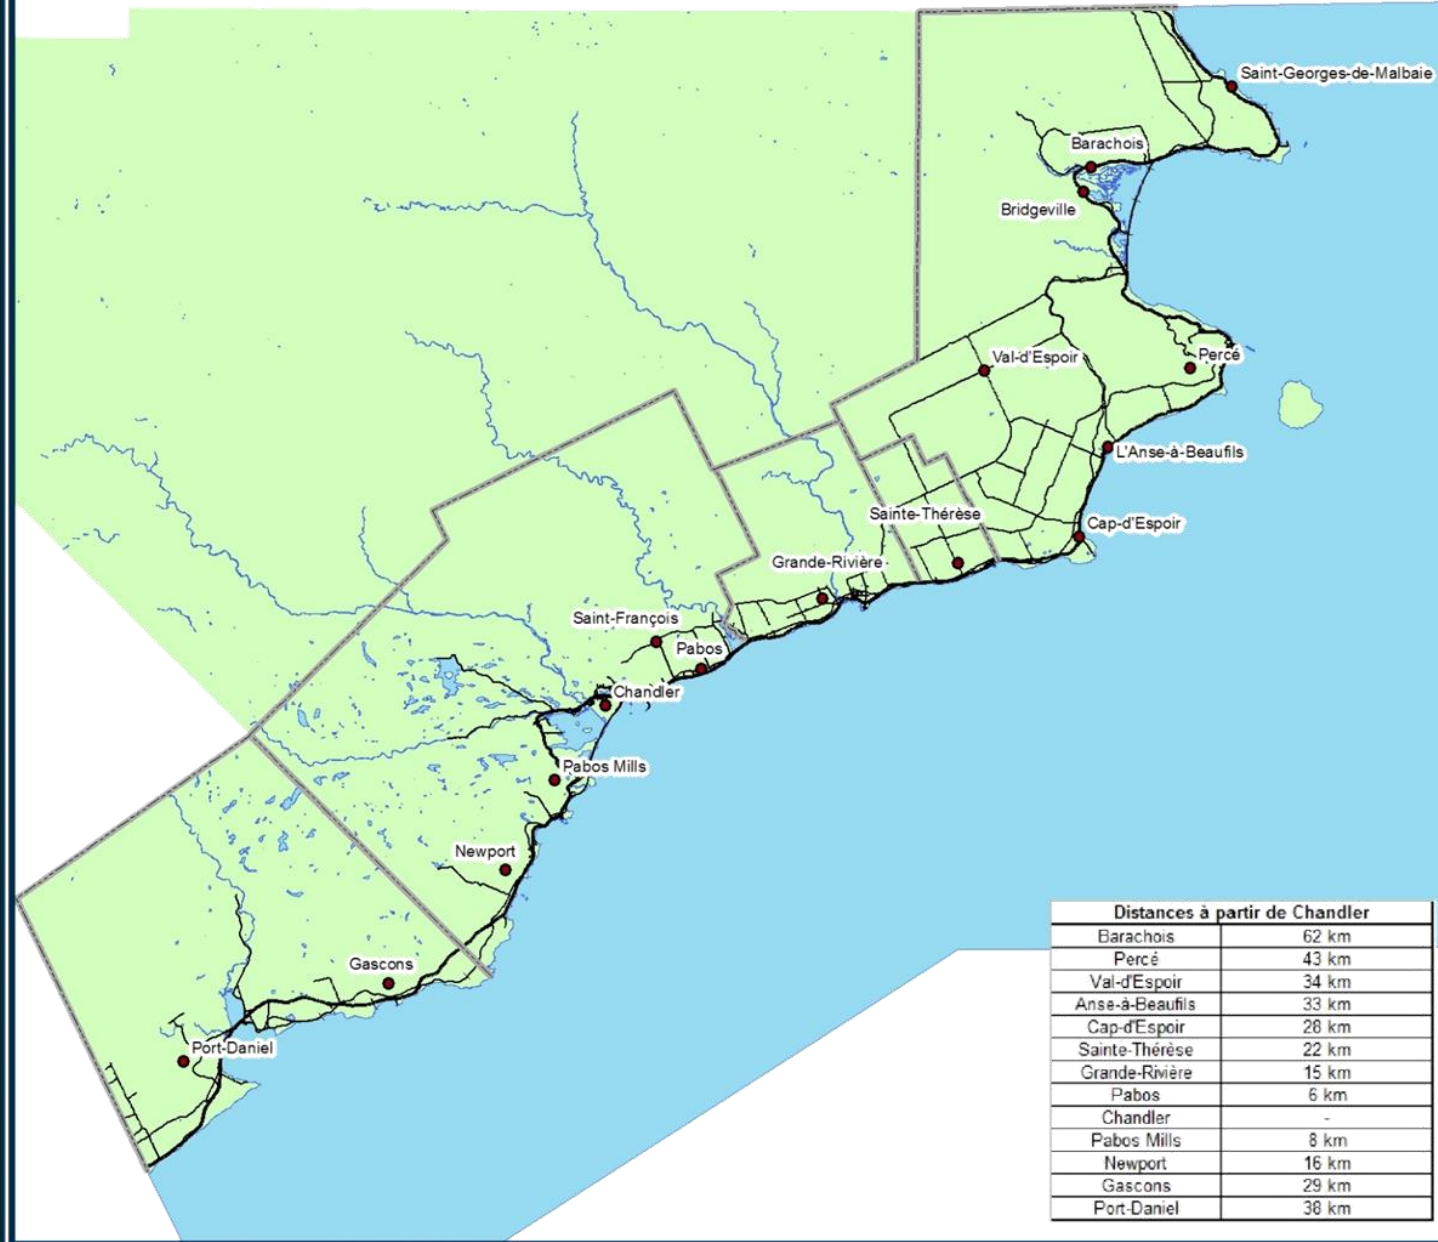 Saint-Georges-de-Malbaie
Barachois
Bridgeville
Val-d'Espoir
Percé
L'Anse-à-Beaufils
Sainte-Thérèse
Cap-d'Espoir
Grande-Rivière
Saint-François
Pabos
Chandler
Pabos Mills
Newport
Gascons
Port-Daniel
Distances à partir de Chandler
Barachois 62 km
Percé 43 km
Val-d'Espoir 34 km
Anse-à-Beaufils 33 km
Cap-d'Espoir 28 km
Sainte-Thérèse 22 km
Grande-Rivière 15 km
Pabos 6 km
Chandler -
Pabos Mills 8 km
Newport 16 km
Gascons 29 km
Port-Daniel 38 km